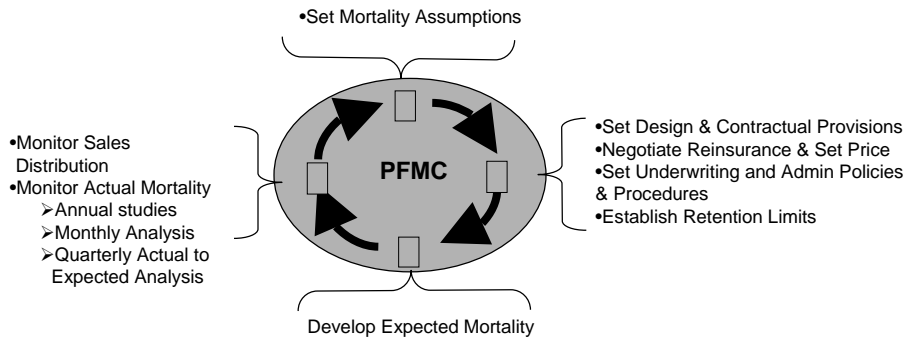 •Set Mortality Assumptions
•Monitor Sales
Distribution
•Monitor Actual Mortality
➢Annual studies
➢Monthly Analysis
➢Quarterly Actual to
Expected Analysis
PFMC
•Set Design & Contractual Provisions
•Negotiate Reinsurance & Set Price
•Set Underwriting and Admin Policies
& Procedures
•Establish Retention Limits
Develop Expected Mortality